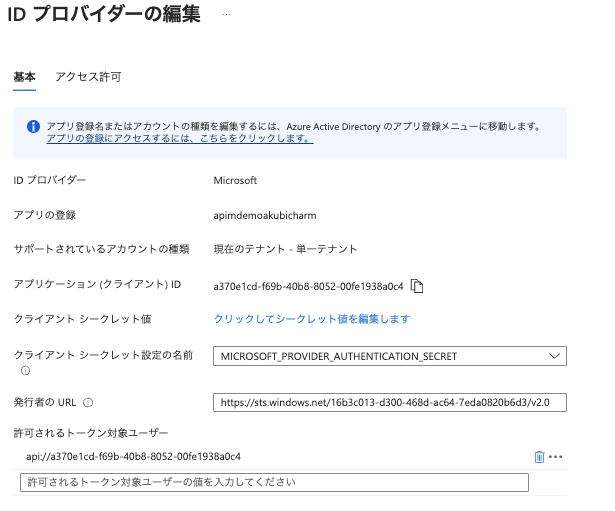 ID プロバイダーの編集 …
基本 アクセス許可
アプリ登録名またはアカウントの種類を編集するには、Azure Active Directory のアプリ登録メニューに移動します。
アプリの登録にアクセスするには、こちらをクリックします。
ID プロバイダー Microsoft
アプリの登録 apimdemoakubicharm
サポートされているアカウントの種類 現在のテナント - 単一テナント
アプリケーション (クライアント) ID a370e1cd-f69b-40b8-8052-00fe1938a0c4
クライアント シークレット値 クリックしてシークレット値を編集します
クライアント シークレット設定の名前 MICROSOFT_PROVIDER_AUTHENTICATION_SECRET
発行者の URL https://sts.windows.net/16b3c013-d300-468d-ac64-7eda0820b6d3/v2.0
許可されるトークン対象ユーザー
api://a370e1cd-f69b-40b8-8052-00fe1938a0c4
許可されるトークン対象ユーザーの値を入力してください